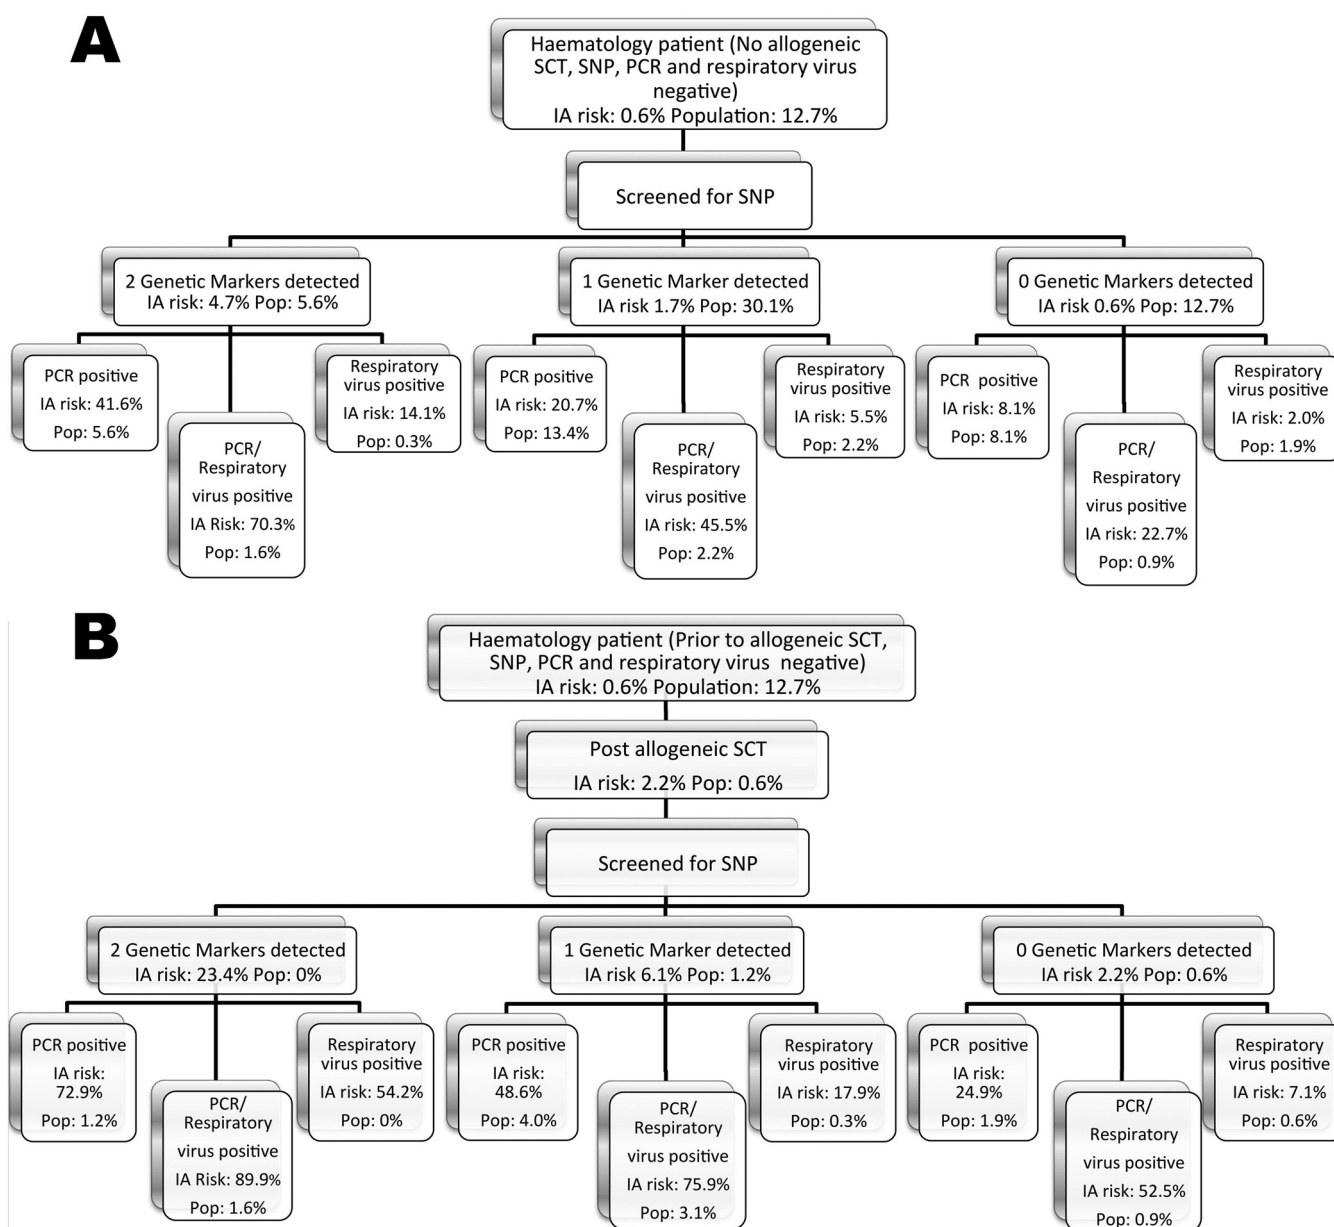 A
Haematology patient (No allogeneic
SCT, SNP, PCR and respiratory virus
negative)
IA risk: 0.6% Population: 12.7%
Screened for SNP
2 Genetic Markers detected
IA risk: 4.7% Pop: 5.6%
1 Genetic Marker detected
IA risk 1.7% Pop: 30.1%
0 Genetic Markers detected
IA risk 0.6% Pop: 12.7%
PCR positive
IA risk: 41.6%
Pop: 5.6%
PCR/
Respiratory
virus positive
IA Risk: 70.3%
Pop: 1.6%
Respiratory
virus positive
IA risk: 14.1%
Pop: 0.3%
PCR positive
IA risk: 20.7%
Pop: 13.4%
PCR/
Respiratory
virus positive
IA risk: 45.5%
Pop: 2.2%
Respiratory
virus positive
IA risk: 5.5%
Pop: 2.2%
PCR positive
IA risk: 8.1%
Pop: 8.1%
PCR/
Respiratory
virus positive
IA risk: 22.7%
Pop: 0.9%
Respiratory
virus positive
IA risk: 2.0%
Pop: 1.9%
B
Haematology patient (Prior to allogeneic SCT,
SNP, PCR and respiratory virus negative)
IA risk: 0.6% Population: 12.7%
Post allogeneic SCT
IA risk: 2.2% Pop: 0.6%
Screened for SNP
2 Genetic Markers detected
IA risk: 23.4% Pop: 0%
1 Genetic Marker detected
IA risk 6.1% Pop: 1.2%
0 Genetic Markers detected
IA risk 2.2% Pop: 0.6%
PCR positive
IA risk:
72.9%
Pop: 1.2%
PCR/
Respiratory
virus positive
IA Risk: 89.9%
Pop: 1.6%
Respiratory
virus positive
IA risk: 54.2%
Pop: 0%
PCR positive
IA risk:
48.6%
Pop: 4.0%
PCR/
Respiratory
virus positive
IA risk: 75.9%
Pop: 3.1%
Respiratory
virus positive
IA risk: 17.9%
Pop: 0.3%
PCR positive
IA risk:
24.9%
Pop: 1.9%
PCR/
Respiratory
virus positive
IA risk: 52.5%
Pop: 0.9%
Respiratory
virus positive
IA risk: 7.1%
Pop: 0.6%